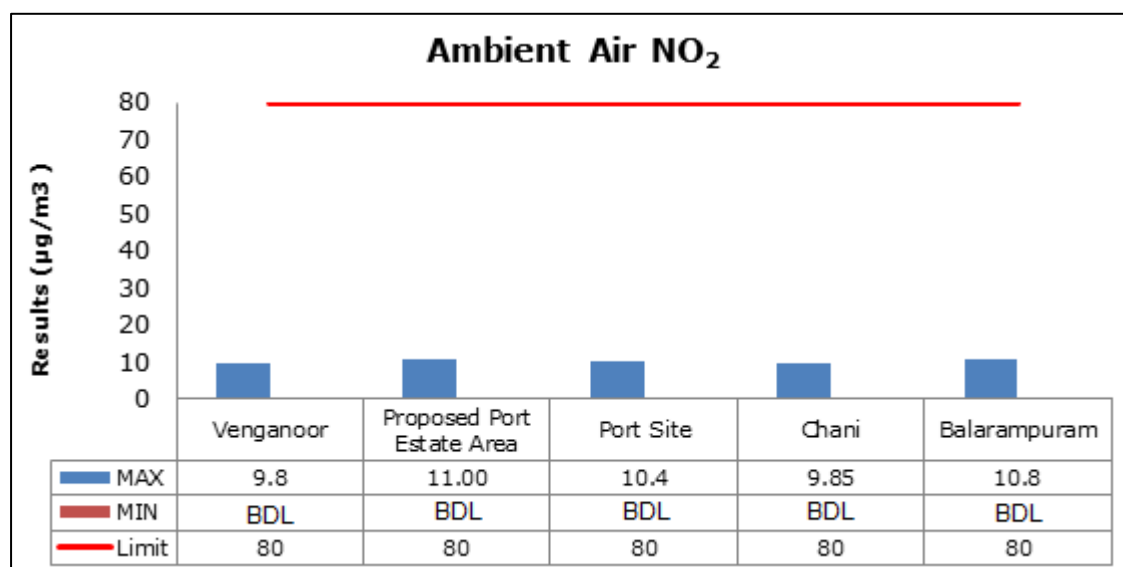 Ambient Air NO₂
Results (µg/m3 )
80
70
60
50
40
30
20
10
0
Venganoor Proposed Port Estate Area Port Site Chani Balarampuram
MAX 9.8 11.00 10.4 9.85 10.8
MIN BDL BDL BDL BDL BDL
Limit 80 80 80 80 80